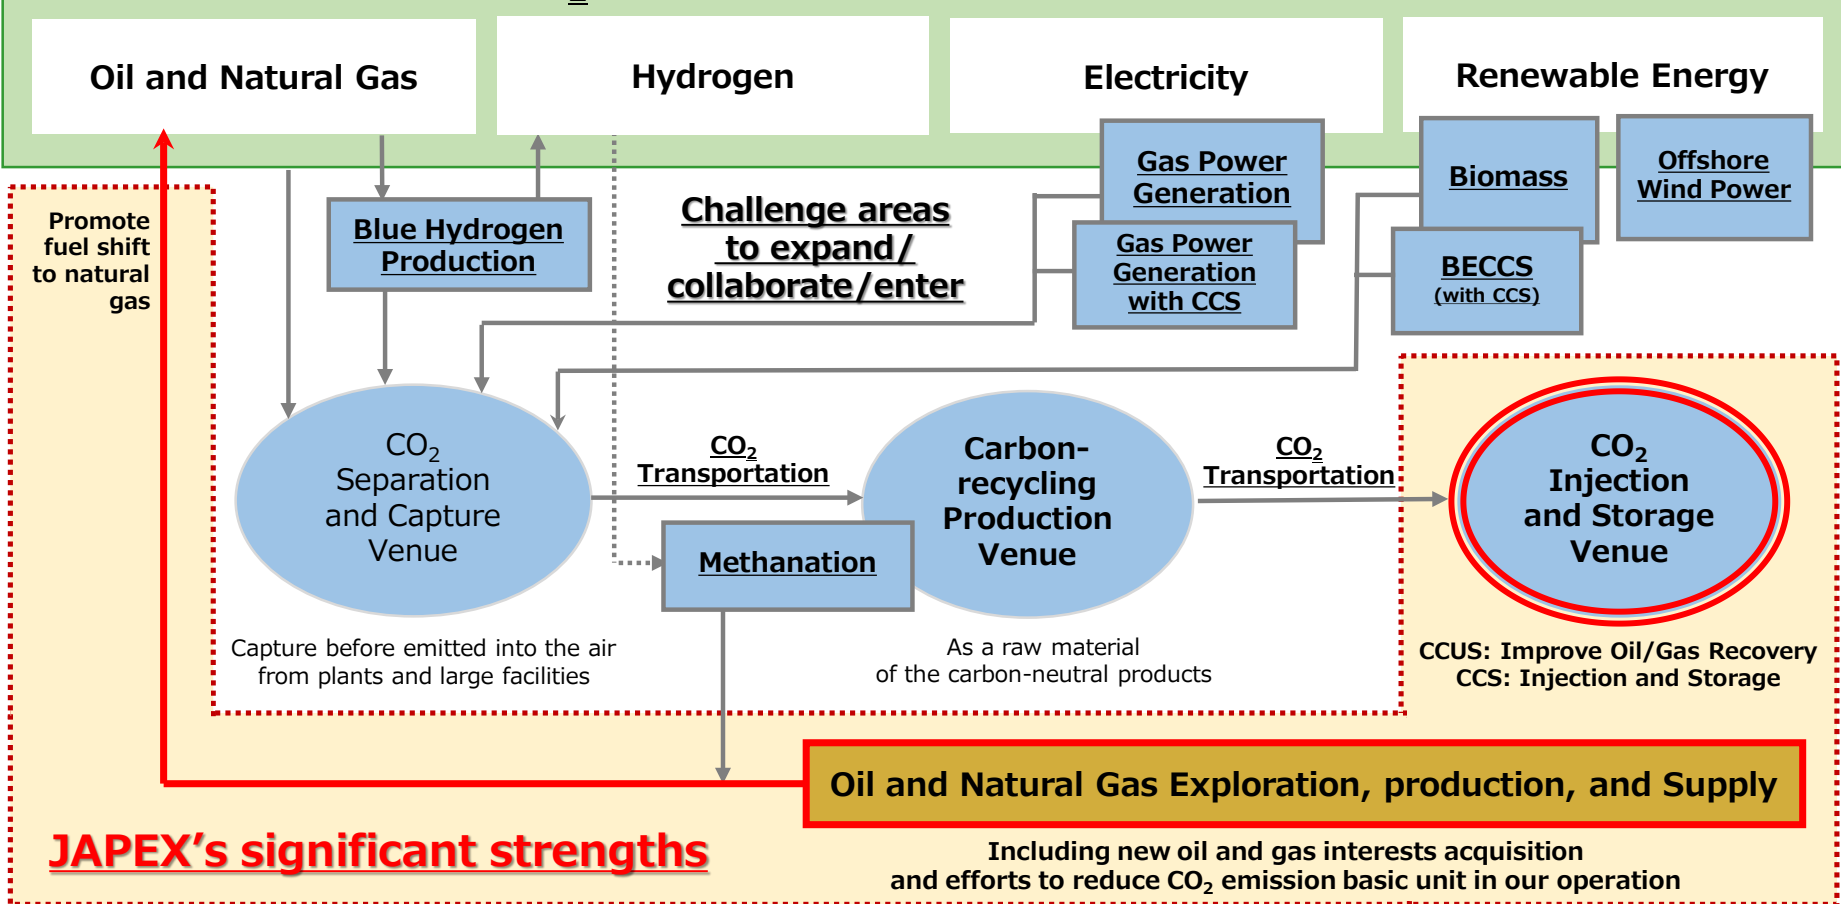 Oil and Natural Gas
Hydrogen
Electricity
Renewable Energy
Gas Power
Generation
Biomass
Offshore
Wind Power
Promote
fuel shift
to natural
gas
Blue Hydrogen
Production
Challenge areas
to expand/
collaborate/enter
Gas Power
Generation
with CCS
BECCS
(with CCS)
CO₂
Separation
and Capture
Venue
CO₂
Transportation
Carbon-
recycling
Production
Venue
CO₂
Transportation
CO₂
Injection
and Storage
Venue
Methanation
Capture before emitted into the air
from plants and large facilities
As a raw material
of the carbon-neutral products
CCUS: Improve Oil/Gas Recovery
CCS: Injection and Storage
Oil and Natural Gas Exploration, production, and Supply
JAPEX’s significant strengths
Including new oil and gas interests acquisition
and efforts to reduce CO₂ emission basic unit in our operation